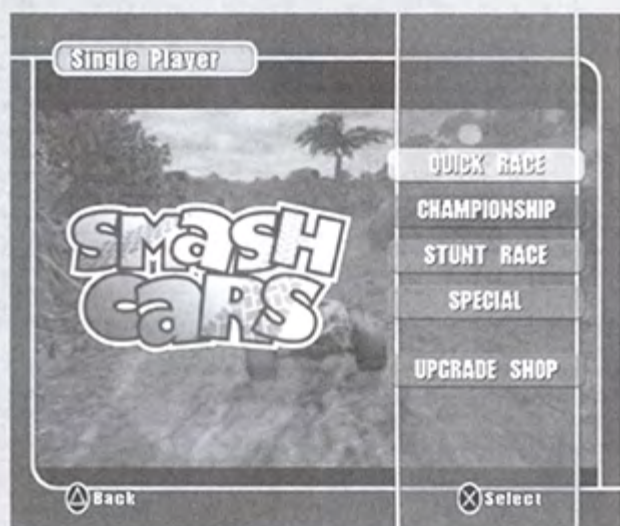 Single Player
SMaSH
CaRS
QUICK RACE
CHAMPIONSHIP
STUNT RACE
SPECIAL
UPGRADE SHOP
Back
Select